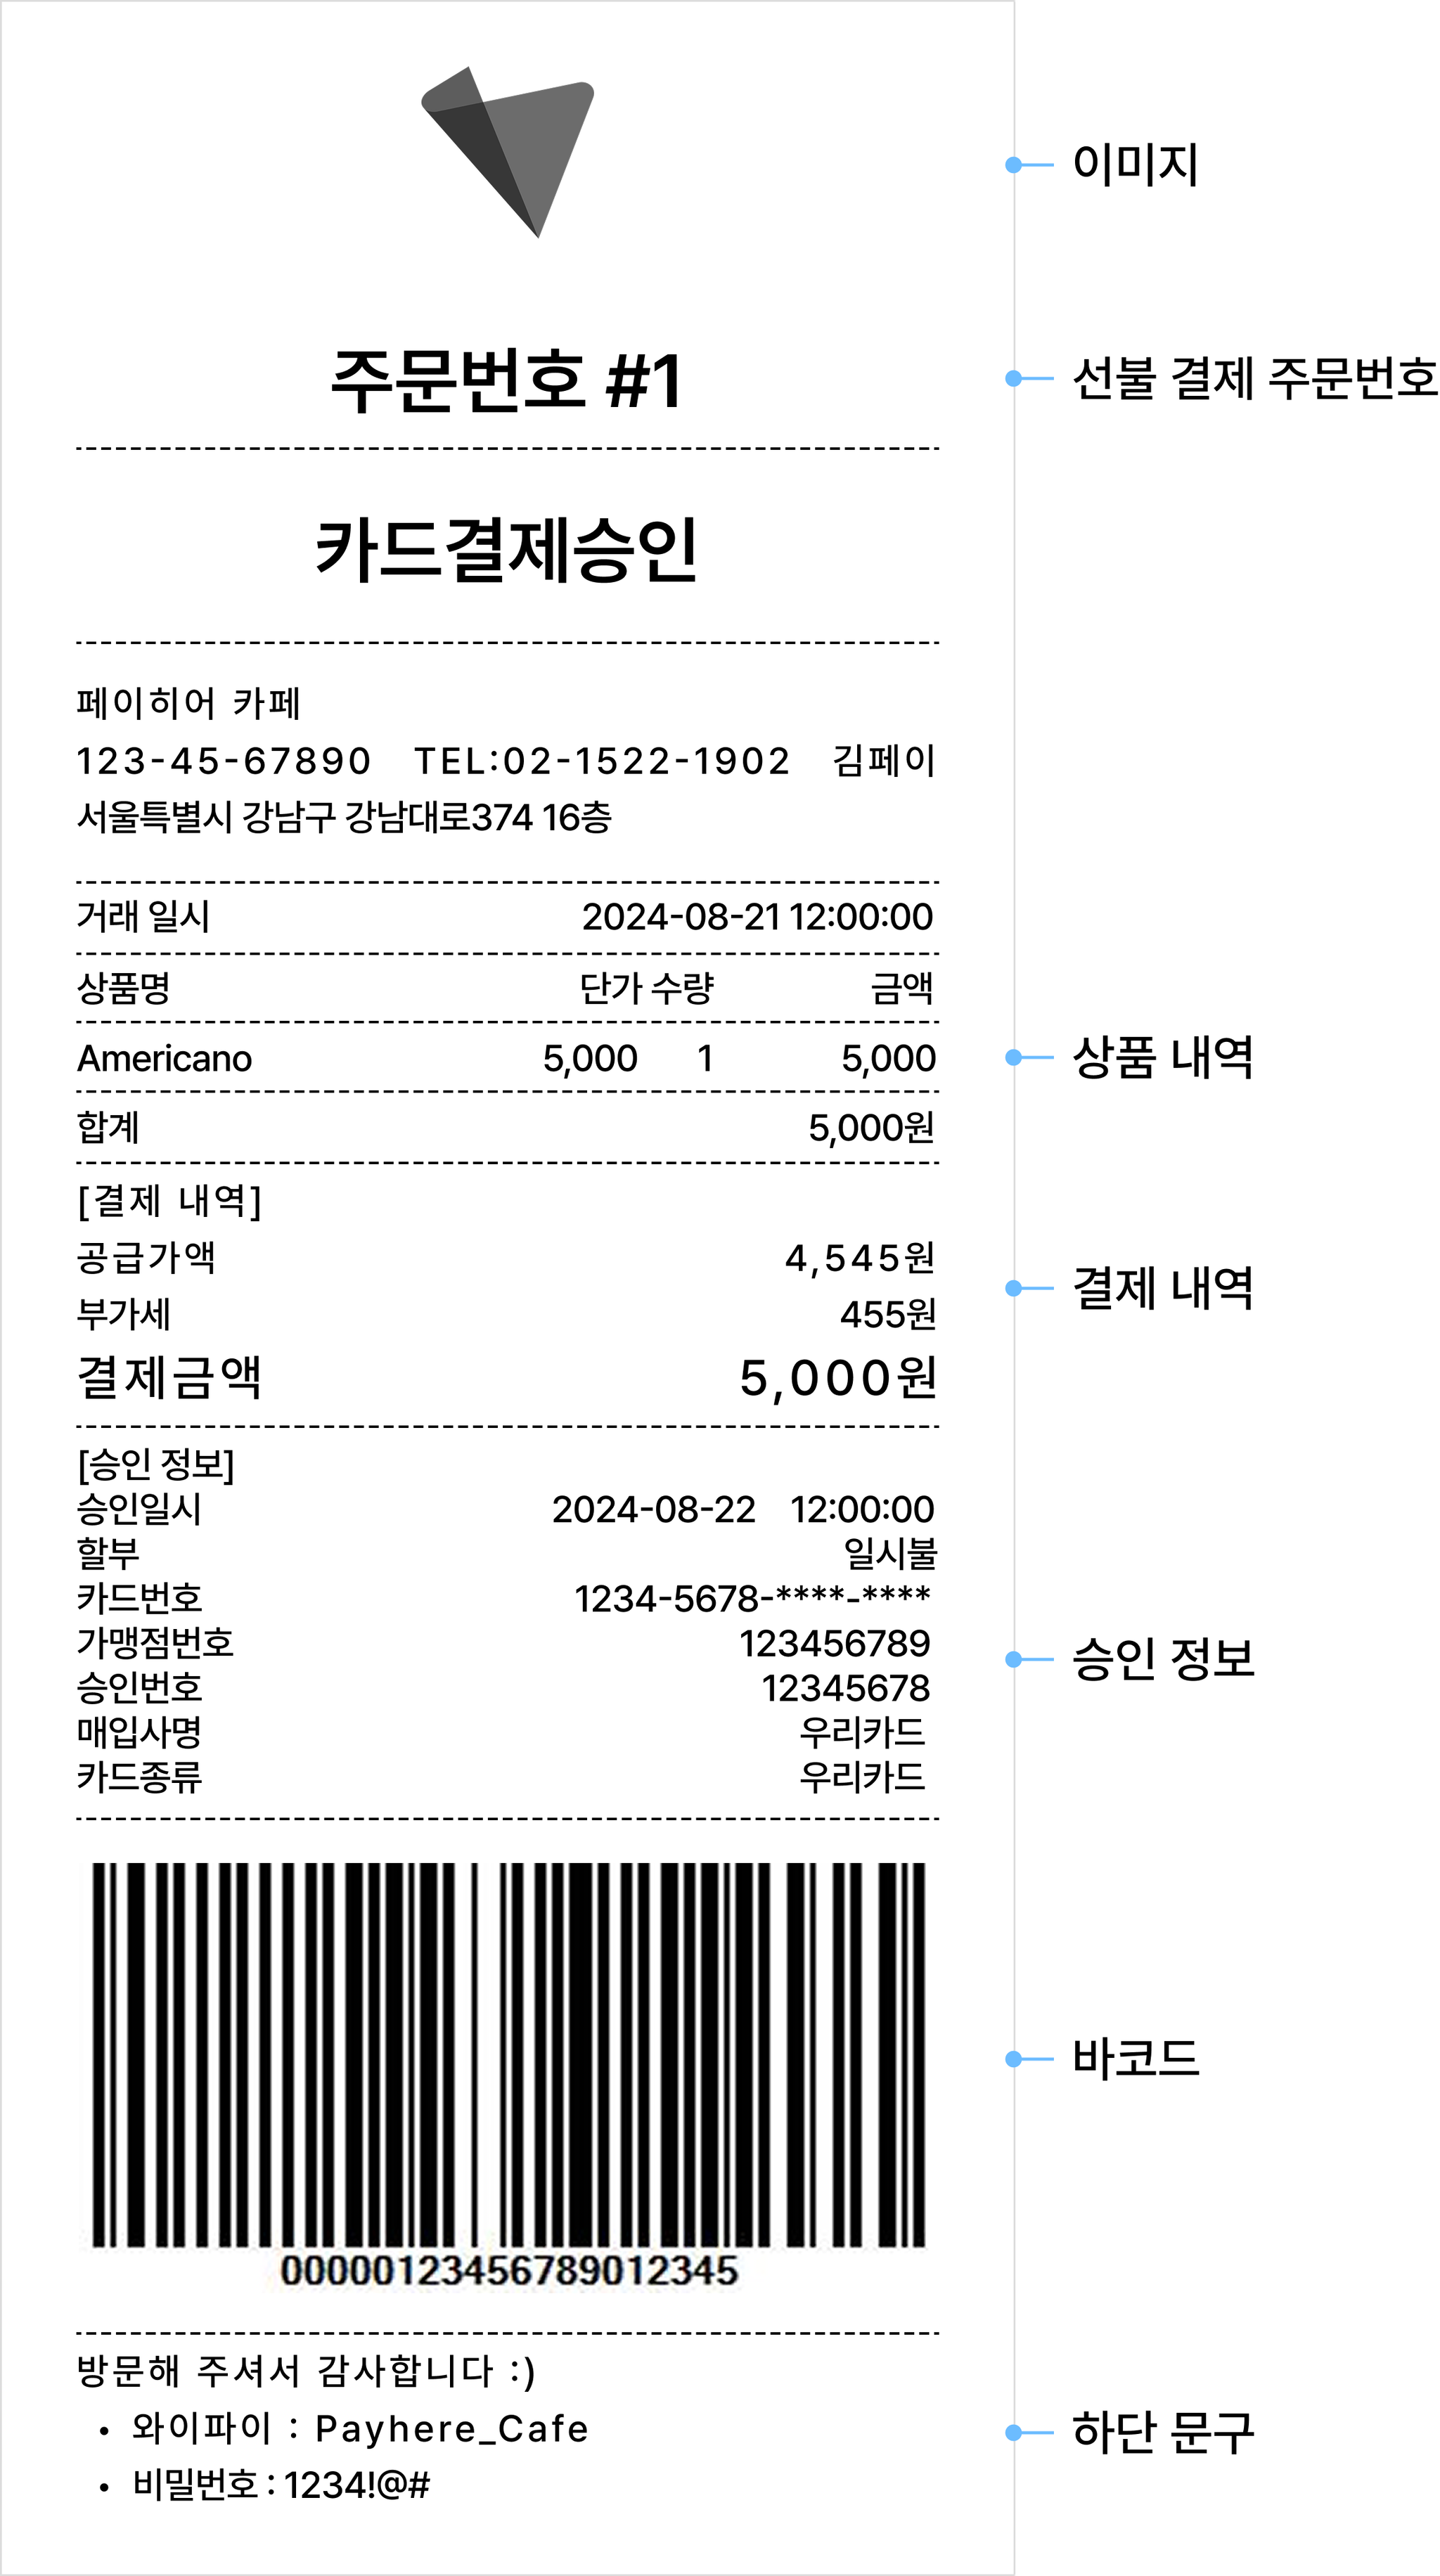 이미지
주문번호 #1
선불 결제 주문번호
카드결제승인
페이히어 카페
123-45-67890 TEL:02-1522-1902 김페이
서울특별시 강남구 강남대로374 16층
거래 일시 2024-08-21 12:00:00
상품명 단가 수량 금액
Americano 5,000 1 5,000
상품 내역
합계 5,000원
[결제 내역]
공급가액 4,545원
결제 내역
부가세 455원
결제금액 5,000원
[승인 정보]
승인일시 2024-08-22 12:00:00
할부 일시불
카드번호 1234-5678-****-****
가맹점번호 123456789
승인 정보
승인번호 12345678
매입사명 우리카드
카드종류 우리카드
바코드
00000123456789012345
방문해 주셔서 감사합니다 :)
• 와이파이 : Payhere_Cafe
하단 문구
• 비밀번호 : 1234!@#